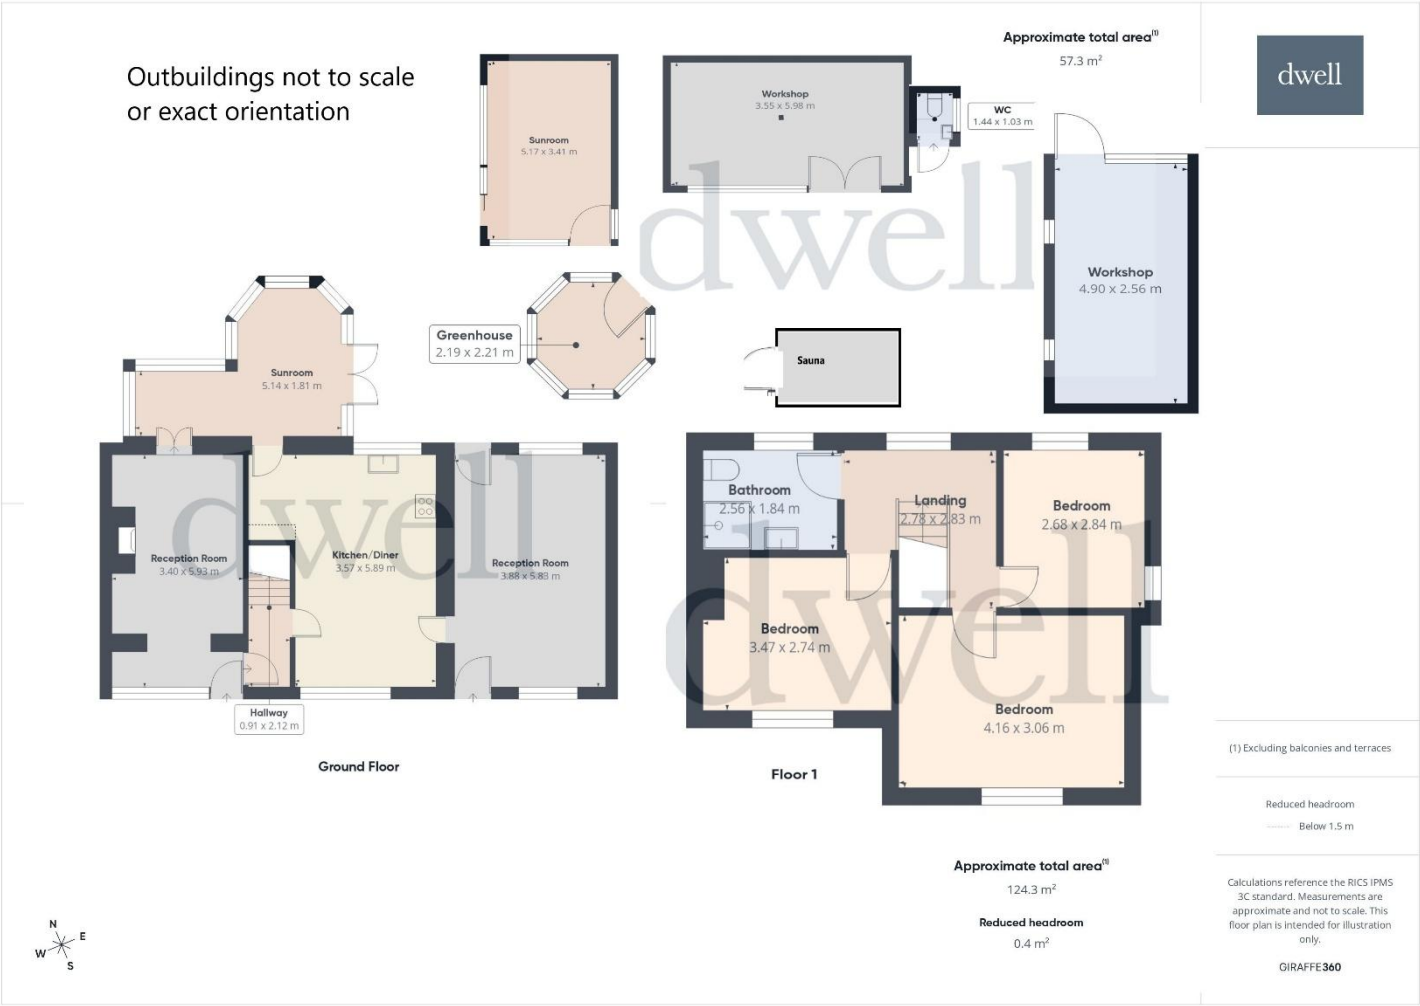 Outbuildings not to scale
or exact orientation
Sunroom
5.17 x 3.41 m
Workshop
3.55 x 5.98 m
WC
1.44 x 1.03 m
Approximate total area(1)
57.3 m²
dwell
dwell
Workshop
4.90 x 2.56 m
Greenhouse
2.19 x 2.21 m
Sauna
Sunroom
5.14 x 1.81 m
dwell
Reception Room
3.40 x 5.93 m
Kitchen/Diner
3.57 x 5.89 m
Reception Room
3.88 x 5.83 m
Hallway
0.91 x 2.12 m
Ground Floor
Bathroom
2.56 x 1.84 m
Landing
2.78 x 2.83 m
Bedroom
2.68 x 2.84 m
dwell
Bedroom
3.47 x 2.74 m
Bedroom
4.16 x 3.06 m
Floor 1
Approximate total area(1)
124.3 m²
Reduced headroom
0.4 m²
(1) Excluding balconies and terraces
Reduced headroom
Below 1.5 m
Calculations reference the RICS IPMS
3C standard. Measurements are
approximate and not to scale. This
floor plan is intended for illustration
only.
GIRAFFE360
N
E
W
S